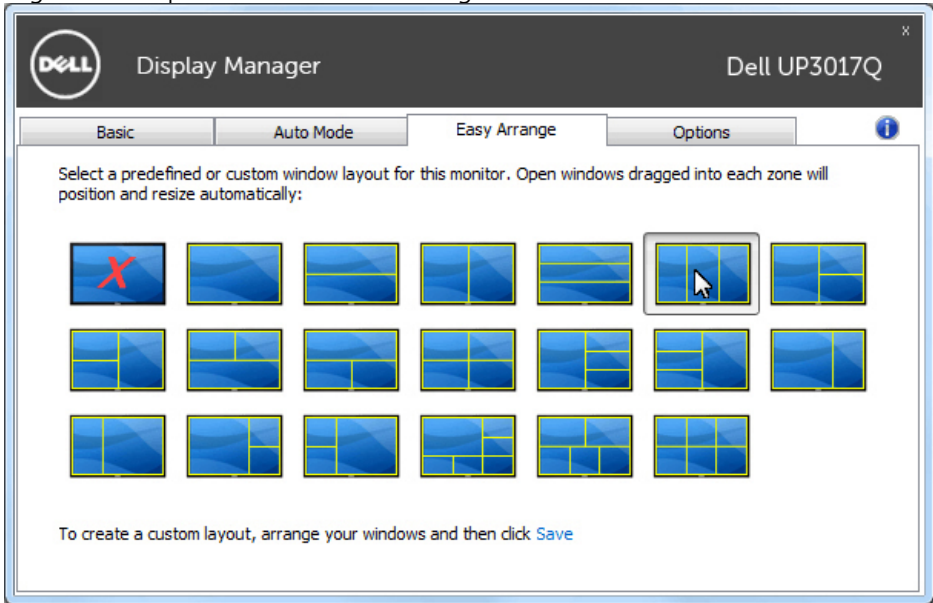 DELL
Display Manager
Dell UP3017Q
x
Basic
Auto Mode
Easy Arrange
Options
i
Select a predefined or custom window layout for this monitor. Open windows dragged into each zone will
position and resize automatically:
X
To create a custom layout, arrange your windows and then click Save